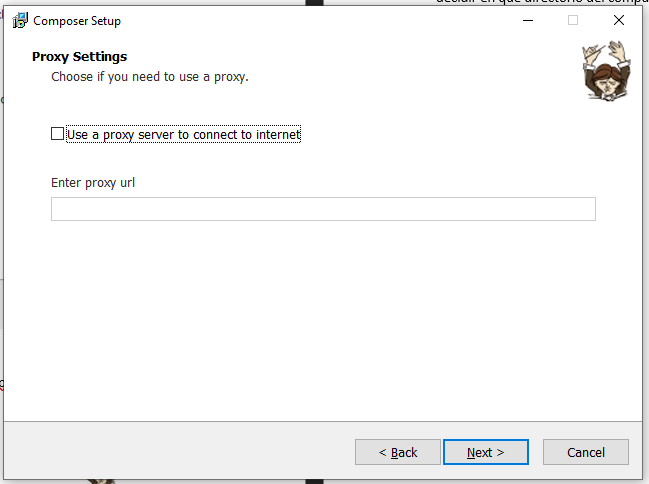 decidir en qué directorio del compu
Composer Setup
Proxy Settings
Choose if you need to use a proxy.
Use a proxy server to connect to internet
Enter proxy url
< Back
Next >
Cancel